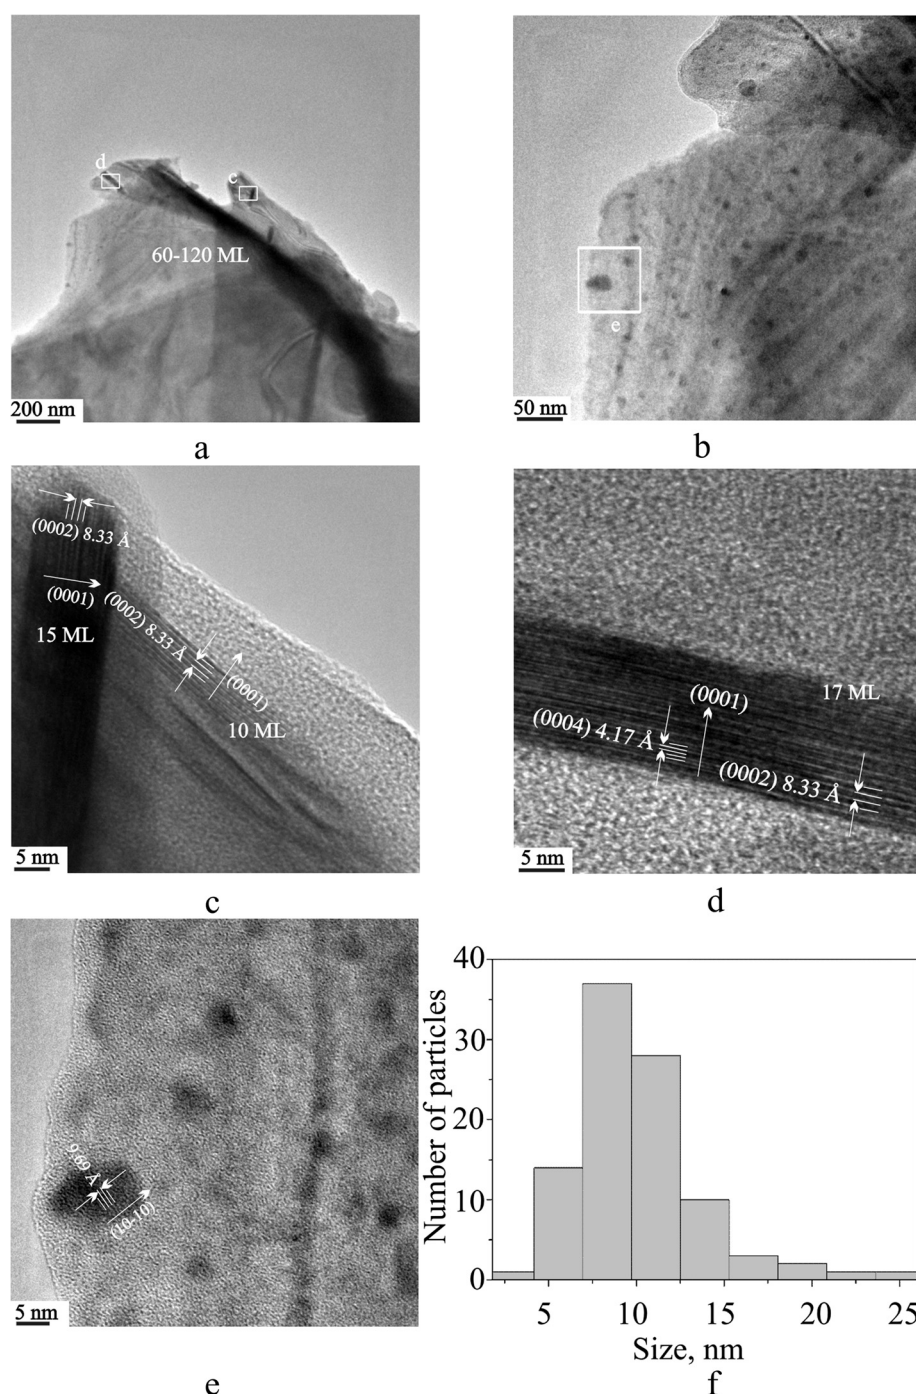 d
c
60-120 ML
200 nm
a
e
50 nm
b
(0002) 8.33 Å
(0001)
15 ML
(0002) 8.33 Å
(0001)
10 ML
5 nm
c
(0001)
17 ML
(0004) 4.17 Å
(0002) 8.33 Å
5 nm
d
9.69 Å
(10-10)
5 nm
e
Number of particles
40
30
20
10
0
5
10
15
20
25
Size, nm
f